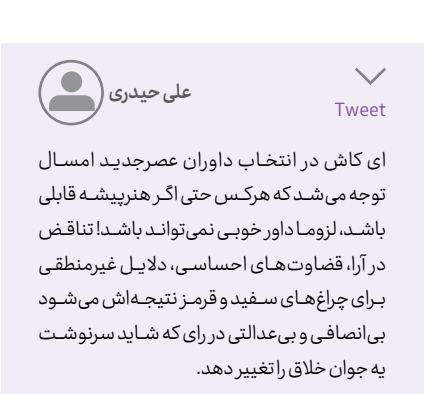 علی حیدری
Tweet
ای کاش در انتخاب داوران عصرجدید امسال
توجه می‌شد که هرکس حتی اگر هنرپیشه قابلی
باشد، لزوما داور خوبی نمی‌تواند باشد! تناقض
در آرا، قضاوت‌های احساسی، دلایل غیرمنطقی
برای چراغ‌های سفید و قرمز نتیجه‌اش می‌شود
بی‌انصافی و بی‌عدالتی در رای که شاید سرنوشت
یه جوان خلاق را تغییر دهد.